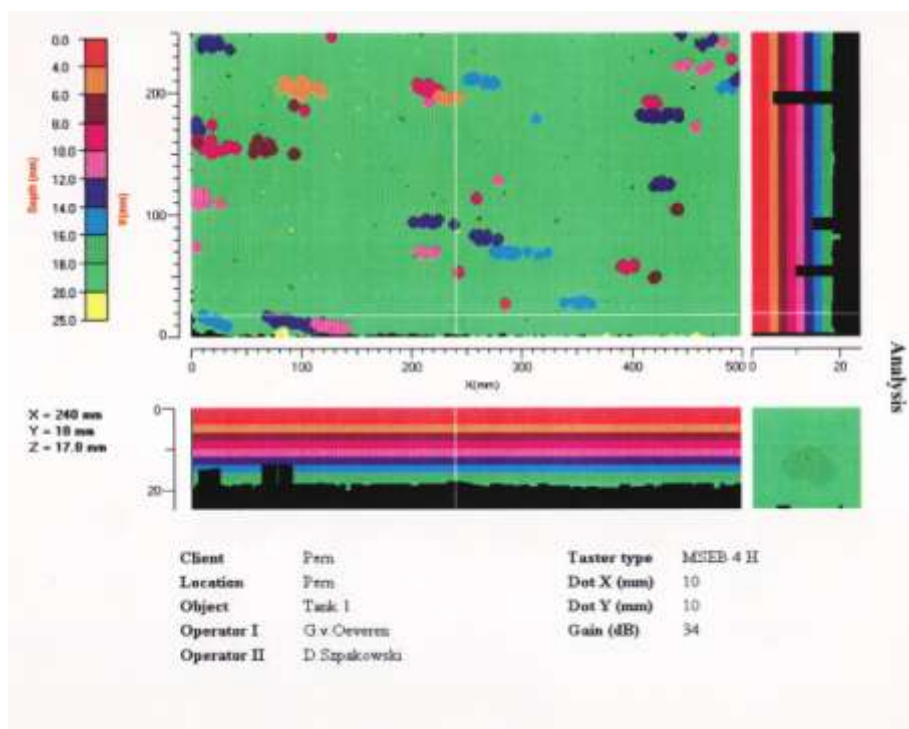 0.0
4.0
6.0
8.0
10.0
12.0
14.0
16.0
18.0
20.0
25.0
Depth (mm)
200
100
0
Y(mm)
0 100 200 300 400 500
X(mm)
0 20
Analysis
X = 240 mm
Y = 18 mm
Z = 17.8 mm
0
20
Client Pern Taster type MSEB 4 H
Location Pern Dot X (mm) 10
Object Tank 1 Dot Y (mm) 10
Operator I G.v.Oeveren Gain (dB) 34
Operator II D.Szpakowski